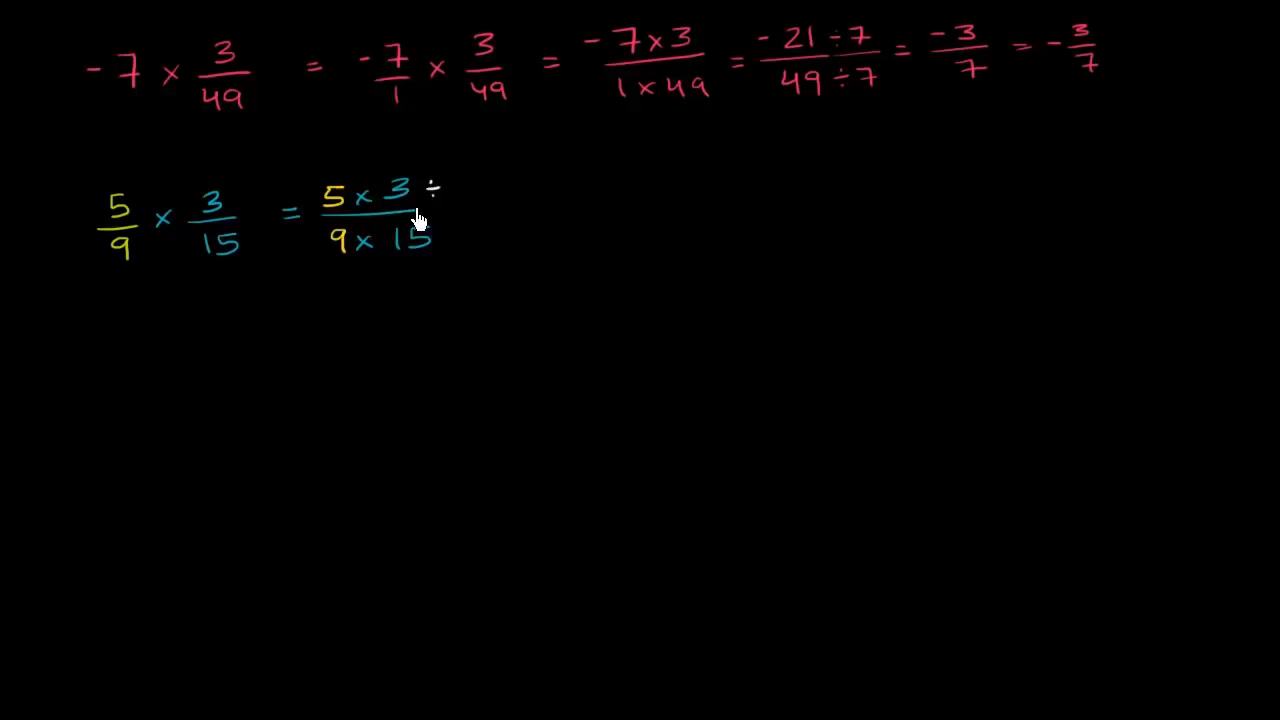 -7 × 3/49 = -7/1 × 3/49 = -7×3/1×49 = -21÷7/49÷7 = -3/7 = -3/7
5/9 × 3/15 = 5×3÷/9×15